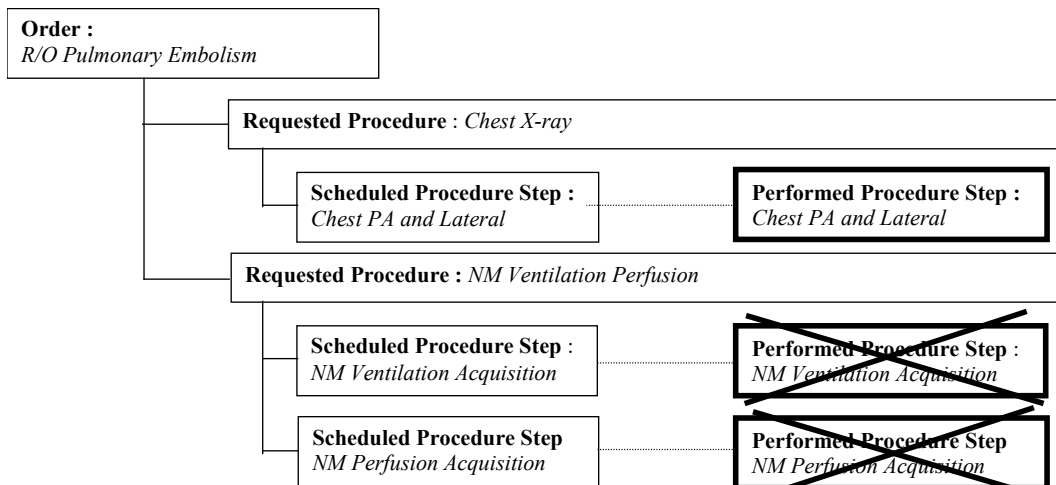 Order :
R/O Pulmonary Embolism
Requested Procedure : Chest X-ray
Scheduled Procedure Step :
Chest PA and Lateral
Performed Procedure Step :
Chest PA and Lateral
Requested Procedure : NM Ventilation Perfusion
Scheduled Procedure Step :
NM Ventilation Acquisition
Performed Procedure Step :
NM Ventilation Acquisition
Scheduled Procedure Step
NM Perfusion Acquisition
Performed Procedure Step
NM Perfusion Acquisition